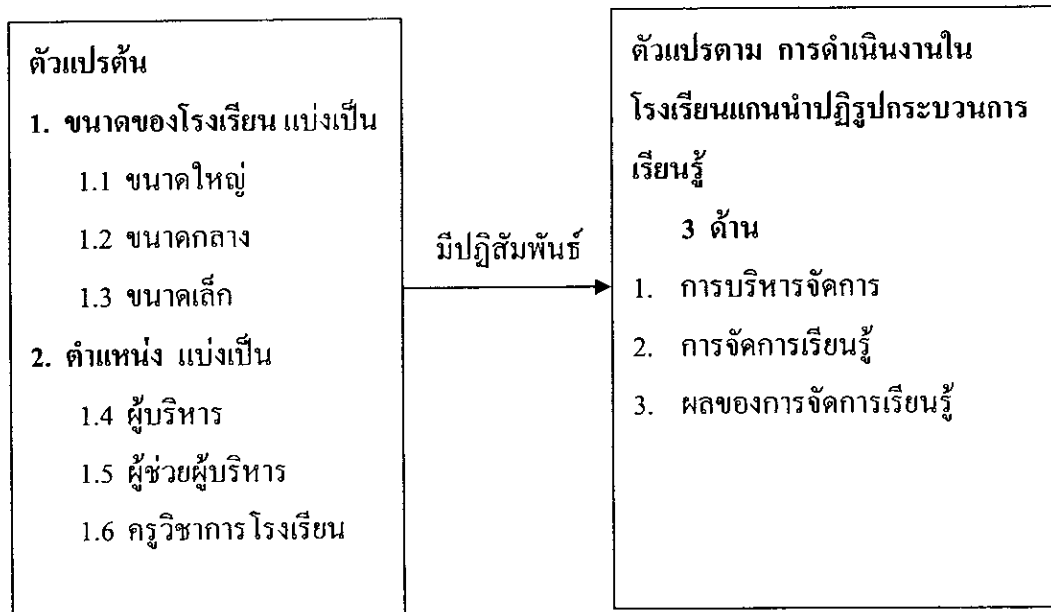 ตัวแปรต้น
1. ขนาดของโรงเรียน แบ่งเป็น
1.1 ขนาดใหญ่
1.2 ขนาดกลาง
1.3 ขนาดเล็ก
2. ตำแหน่ง แบ่งเป็น
1.4 ผู้บริหาร
1.5 ผู้ช่วยผู้บริหาร
1.6 ครูวิชาการโรงเรียน
มีปฏิสัมพันธ์
ตัวแปรตาม การดำเนินงานใน
โรงเรียนแกนนำปฏิรูปกระบวนการ
เรียนรู้
3 ด้าน
1. การบริหารจัดการ
2. การจัดการเรียนรู้
3. ผลของการจัดการเรียนรู้